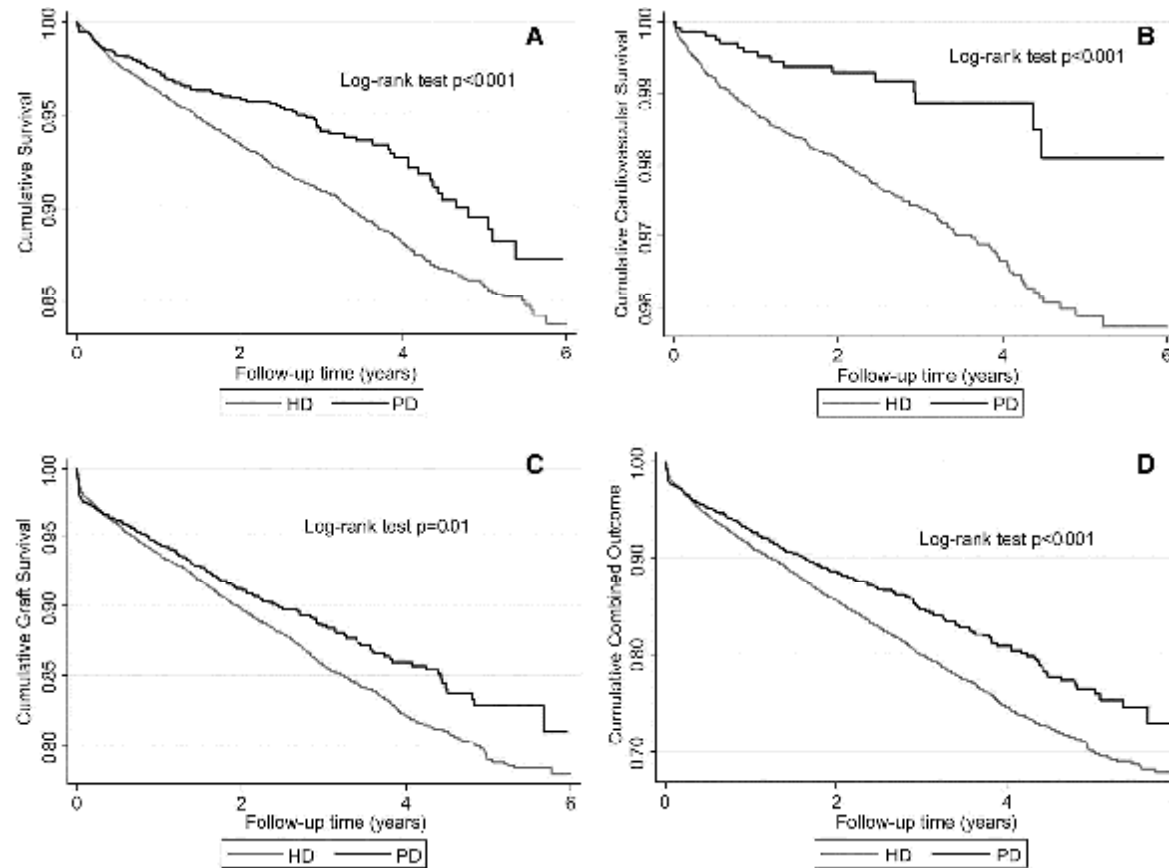 A
Log-rank test p<0.001
Cumulative Survival
1.00
0.95
0.90
0.85
0 2 4 6
Follow-up time (years)
HD PD
B
Log-rank test p<0.001
Cumulative Cardiovascular Survival
1.00
0.99
0.98
0.97
0.96
0 2 4 6
Follow-up time (years)
HD PD
C
Log-rank test p=0.01
Cumulative Graft Survival
1.00
0.95
0.90
0.85
0.80
0 2 4 6
Follow-up time (years)
HD PD
D
Log-rank test p<0.001
Cumulative Combined Outcome
1.00
0.90
0.80
0.70
0 2 4 6
Follow-up time (years)
HD PD